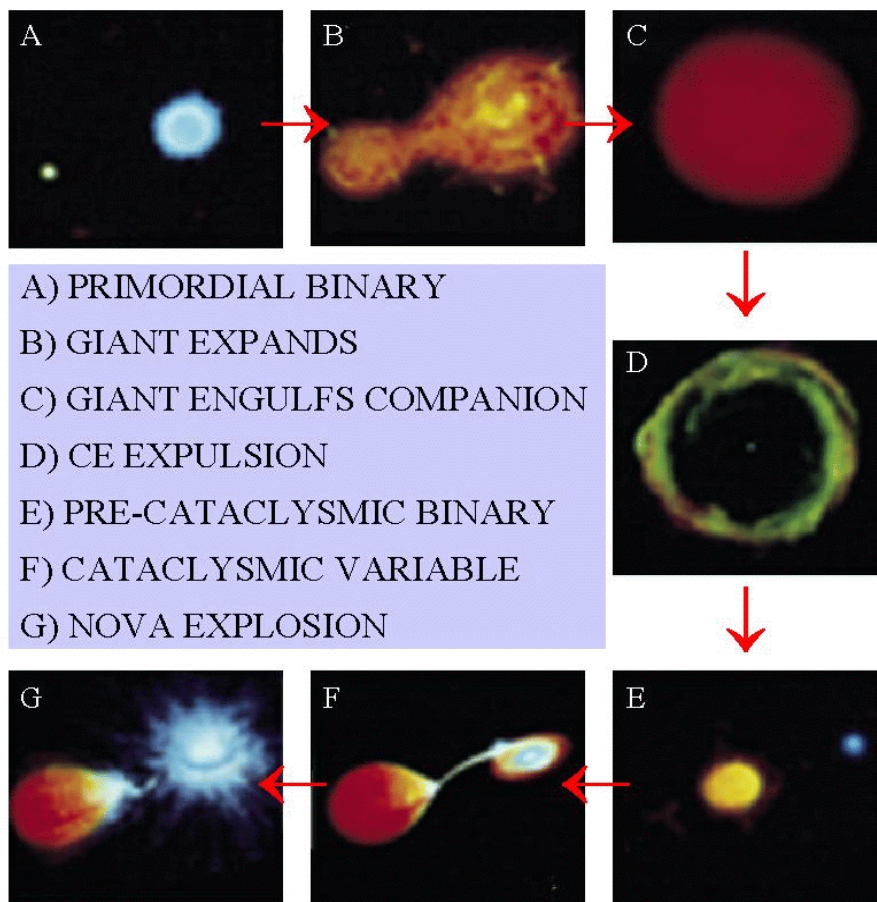 A
B
C
A) PRIMORDIAL BINARY
B) GIANT EXPANDS
C) GIANT ENGULFS COMPANION
D) CE EXPULSION
E) PRE-CATACLYSMIC BINARY
F) CATACLYSMIC VARIABLE
G) NOVA EXPLOSION
D
G
F
E